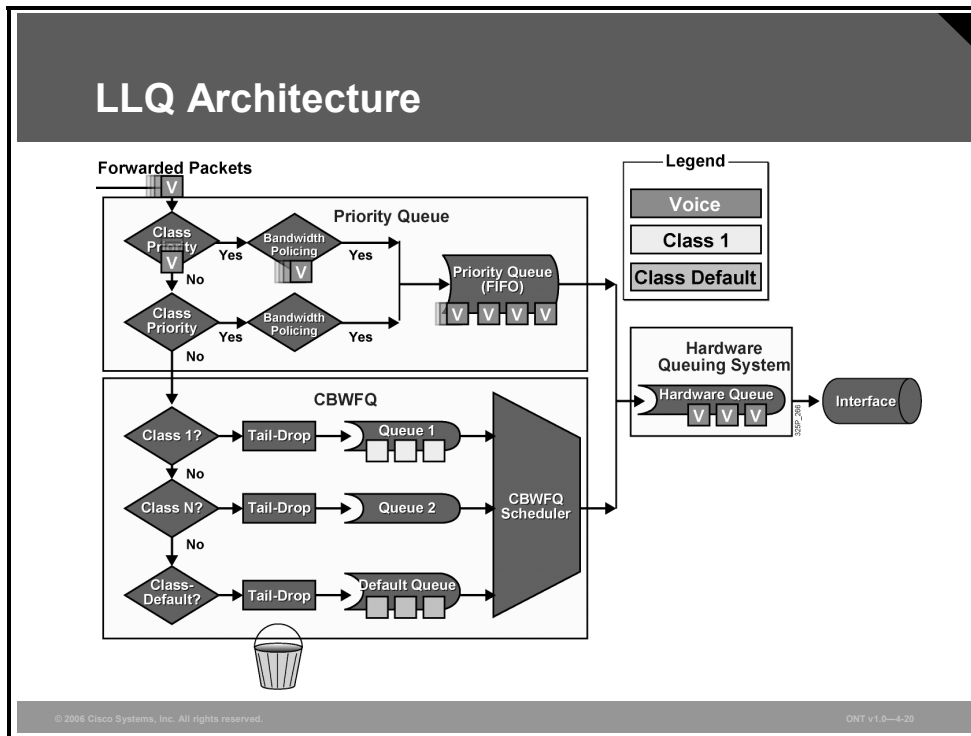 LLQ Architecture
Forwarded Packets
V
Priority Queue
Class
Priority
V
Yes
Bandwidth
Policing
V
Yes
No
Priority Queue
(FIFO)
V V V V
Class
Priority
Yes
Bandwidth
Policing
Yes
No
Legend
Voice
Class 1
Class Default
Hardware
Queuing System
Hardware Queue
V V V
325P_266
Interface
CBWFQ
Class 1?
Tail-Drop
Queue 1
No
Class N?
Tail-Drop
Queue 2
CBWFQ
Scheduler
No
Class-
Default?
Tail-Drop
Default Queue
© 2006 Cisco Systems, Inc. All rights reserved.
ONT v1.0—4-20